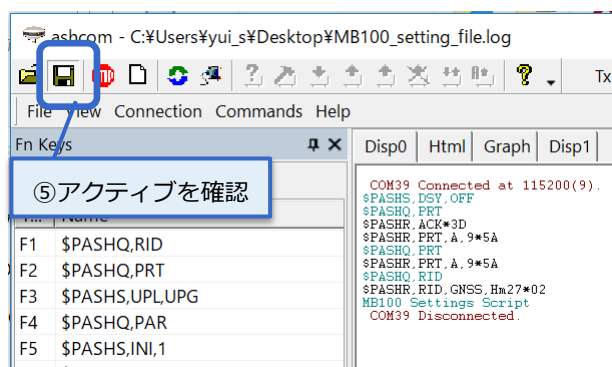 ashcom - C:¥Users¥yui_s¥Desktop¥MB100_setting_file.log
Tx
File View Connection Commands Help
Fn Keys
⑤アクティブを確認
Name
F1 $PASHQ,RID
F2 $PASHQ,PRT
F3 $PASHS,UPL,UPG
F4 $PASHQ,PAR
F5 $PASHS,INI,1
Disp0 Html Graph Disp1
COM39 Connected at 115200(9).
$PASHS,DSY,OFF
$PASHQ,PRT
$PASHR,ACK*3D
$PASHR,PRT,A,9*5A
$PASHQ,PRT
$PASHR,PRT,A,9*5A
$PASHQ,RID
$PASHR,RID,GNSS,Hm27*02
MB100 Settings Script
COM39 Disconnected.